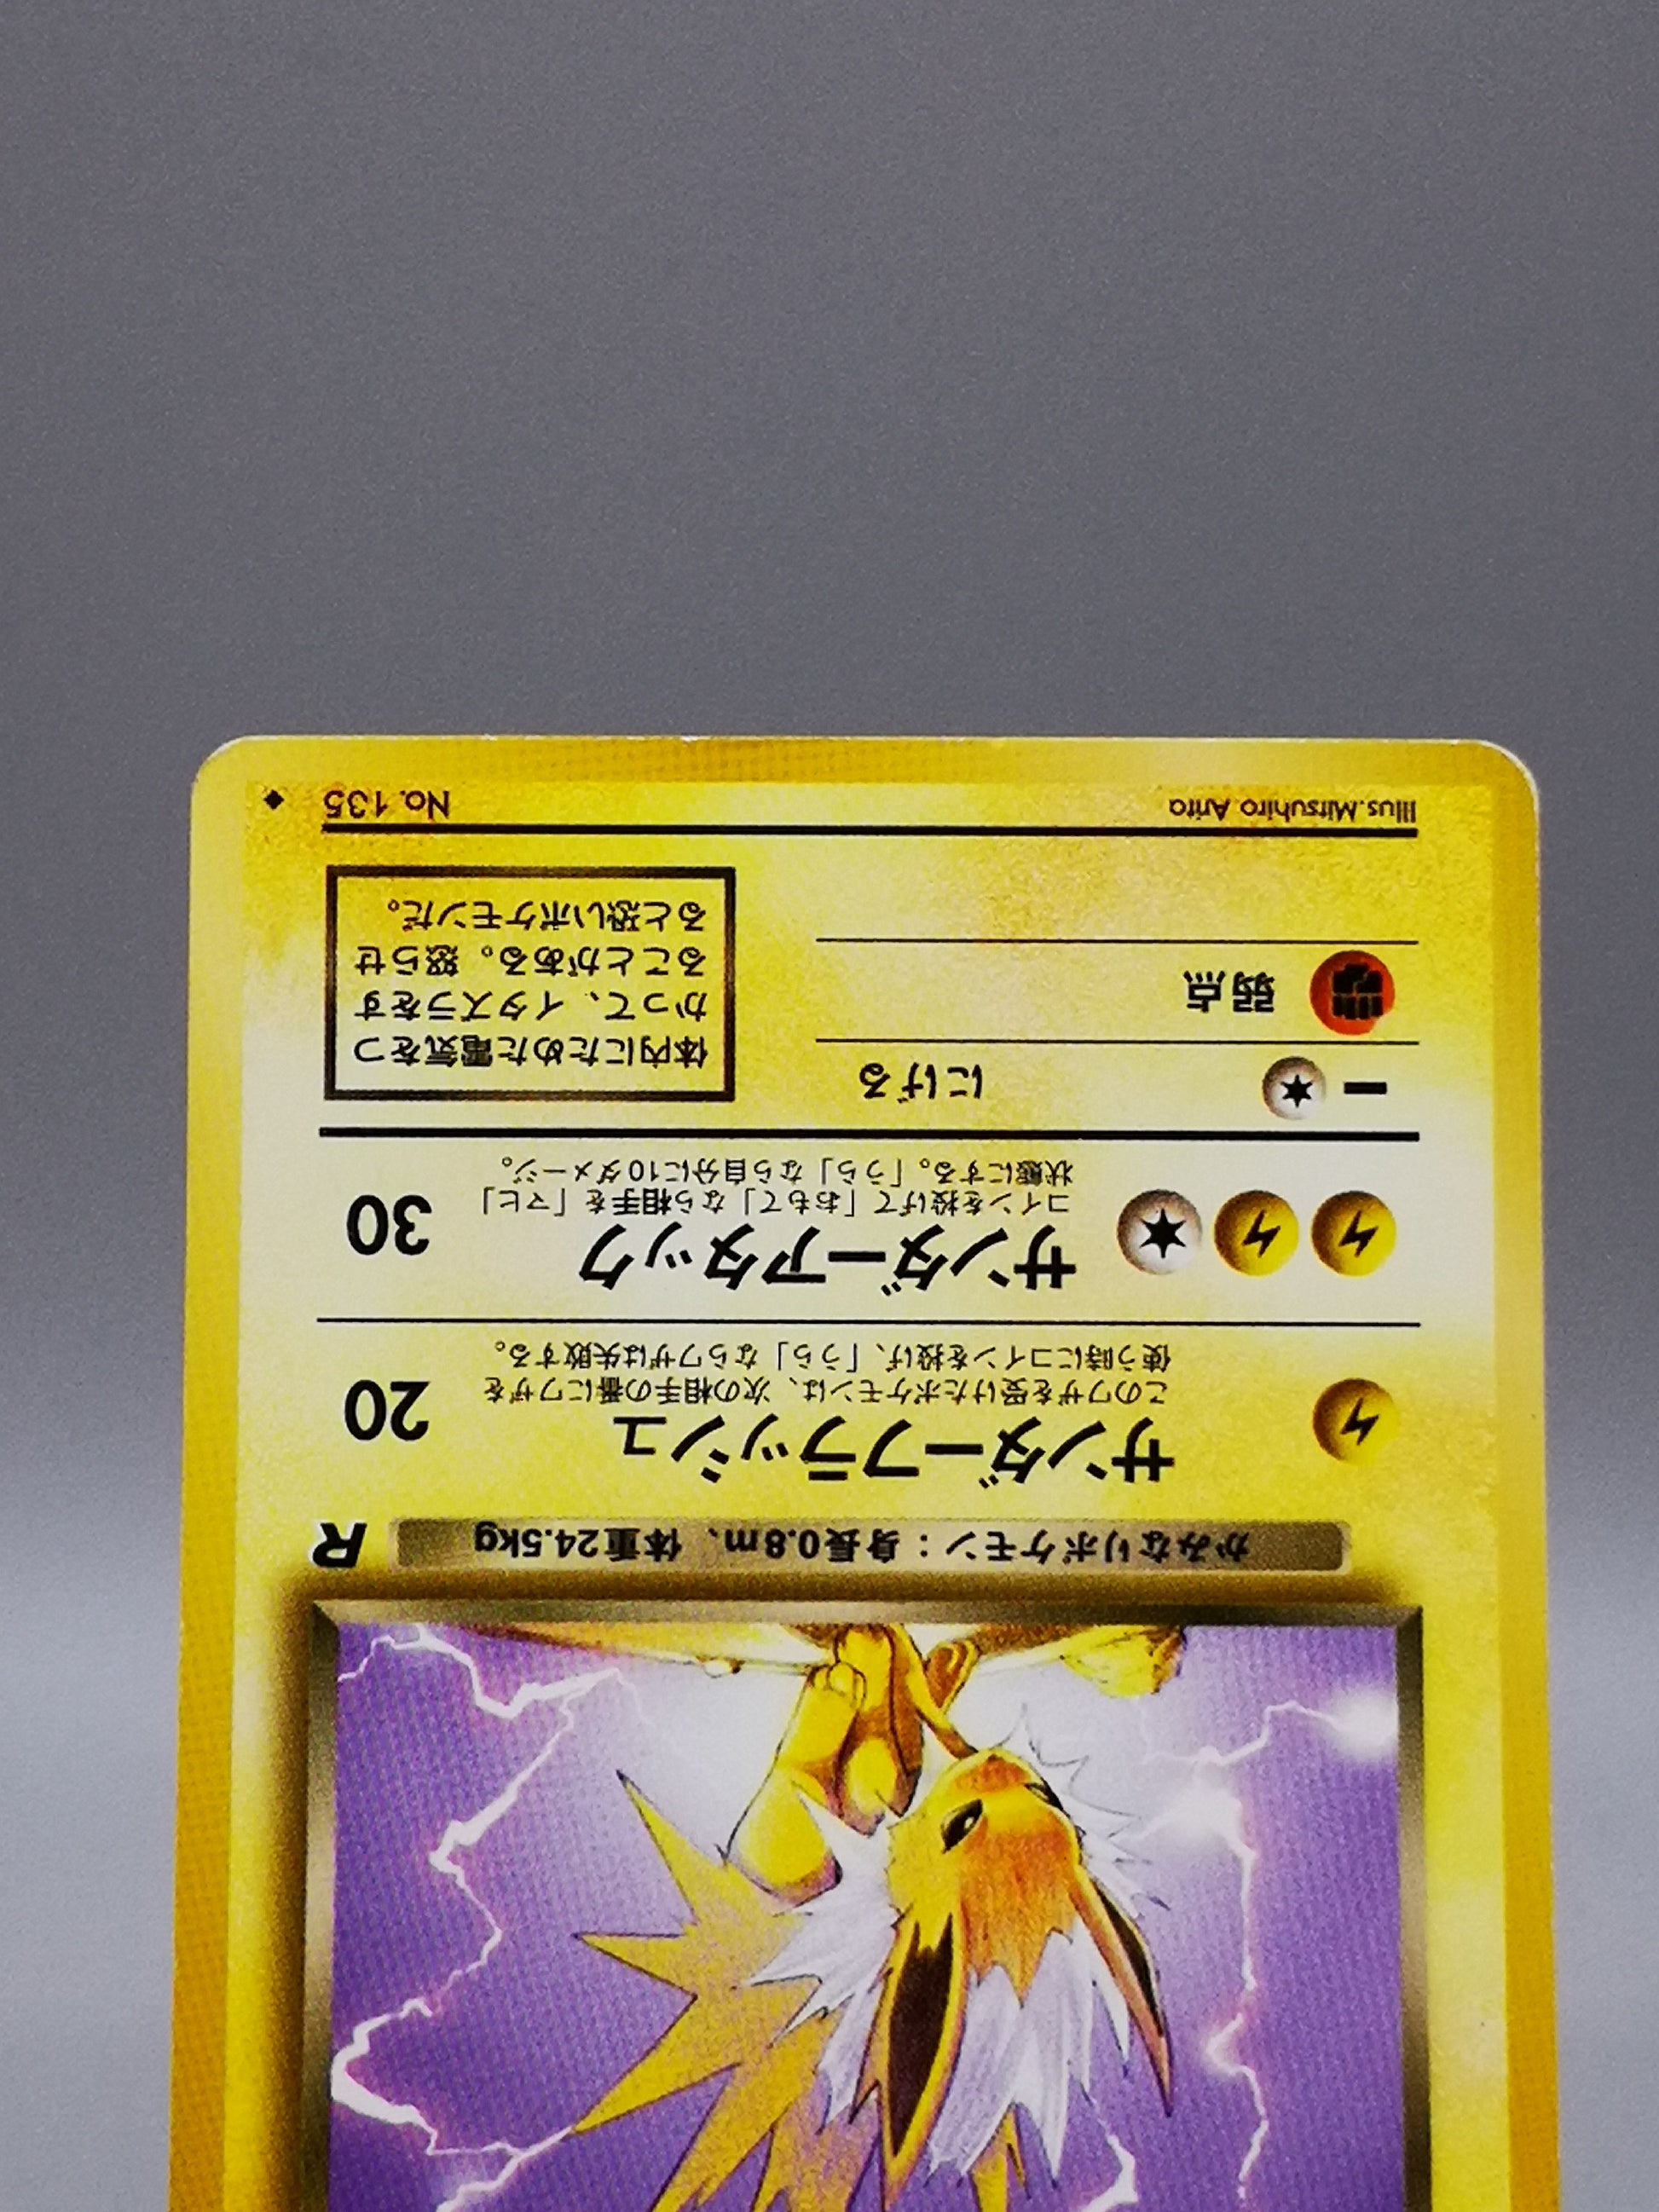 かみなりポケモン：身長0.8m、体重24.5kg
R
サンダーフラッシュ
20
このワザを受けたポケモンは、次の相手の番にワザを
使う時にコインを投げ、「うら」ならワザは失敗する。
サンダーアタック
30
コインを投げて「おもて」なら相手を「マヒ」
状態にする。「うら」なら自分に10ダメージ。
にげる
弱点
体内にためた電気をつ
かって、イタズラをす
ることがある。怒らせ
ると恐いポケモンだ。
Illus.Mitsuhiro Arita
No.135